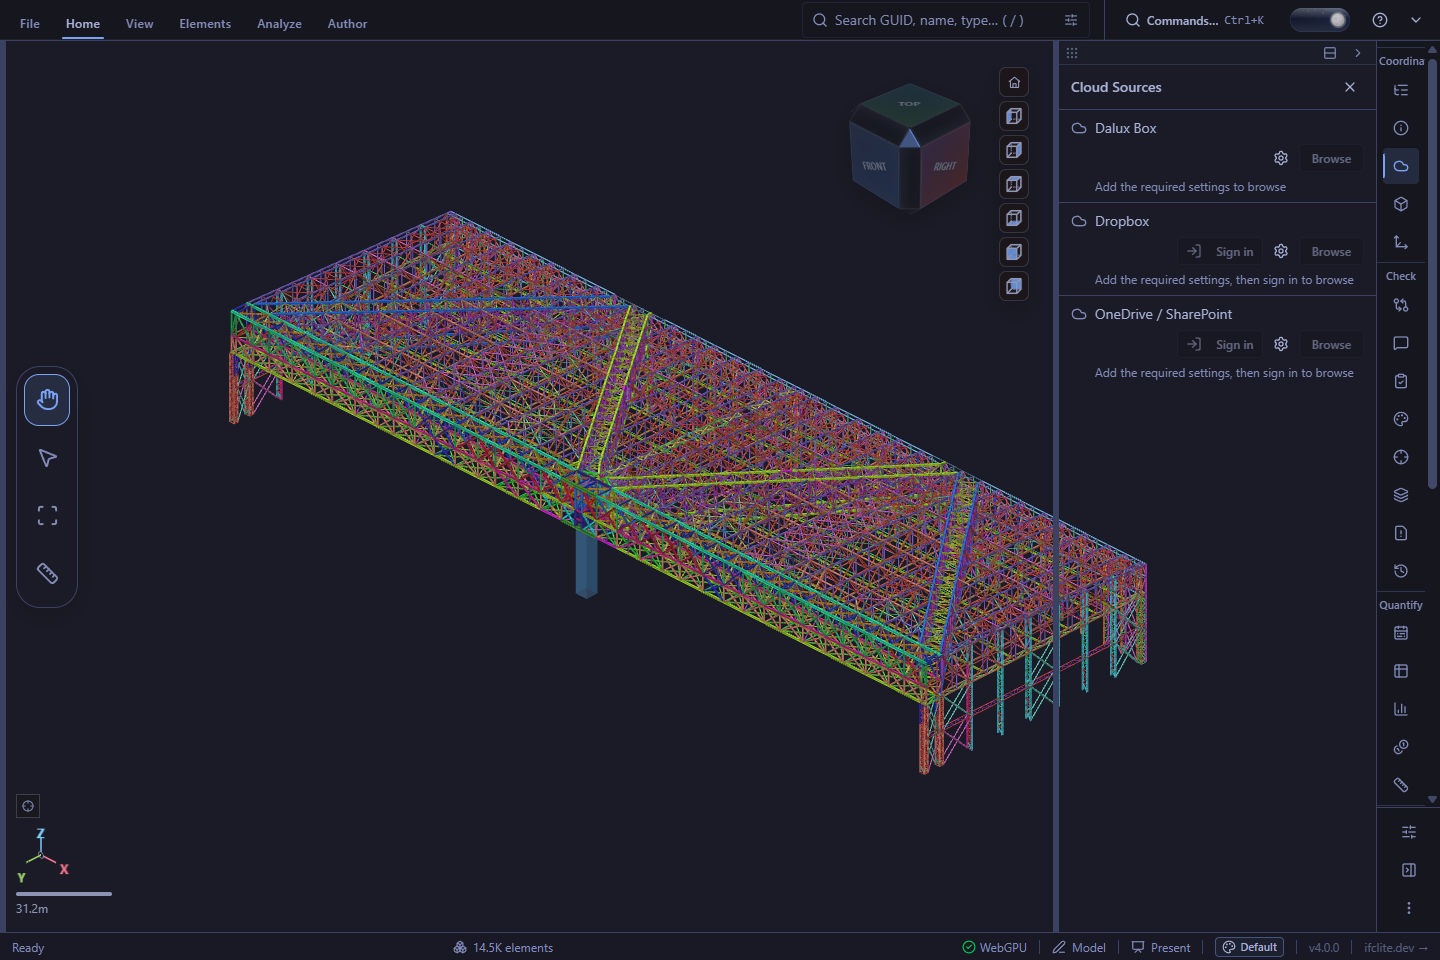 File Home View Elements Analyze Author
Search GUID, name, type... ( / )
Commands... Ctrl+K
TOP
FRONT RIGHT
Cloud Sources
Dalux Box
Browse
Add the required settings to browse
Dropbox
Sign in Browse
Add the required settings, then sign in to browse
OneDrive / SharePoint
Sign in Browse
Add the required settings, then sign in to browse
Coordina
Check
Quantify
Z
X
Y
31.2m
Ready 14.5K elements WebGPU Model Present Default v4.0.0 ifclite.dev →